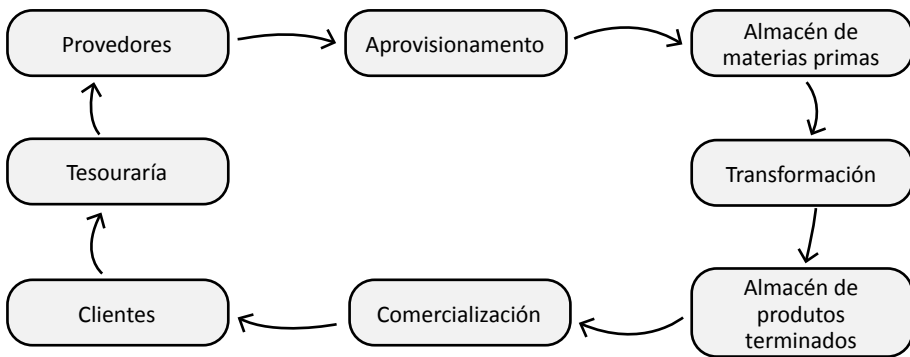 Provedores
Aprovisionamento
Almacén de
materias primas
Tesouraría
Transformación
Clientes
Comercialización
Almacén de
produtos
terminados